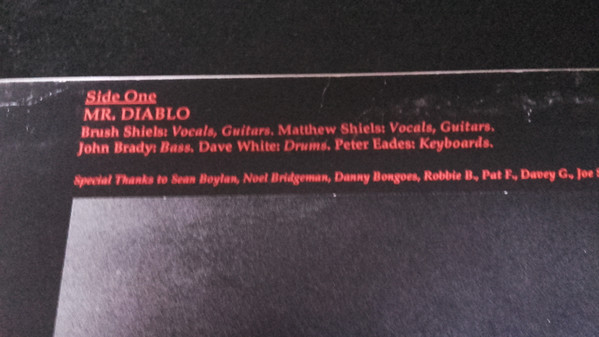 Side One
MR. DIABLO
Brush Shiels: Vocals, Guitars. Matthew Shiels: Vocals, Guitars.
John Brady: Bass. Dave White: Drums. Peter Eades: Keyboards.
Special Thanks to Sean Boylan, Noel Bridgeman, Danny Bongoes, Robbie B., Pat F., Davey G., Joe